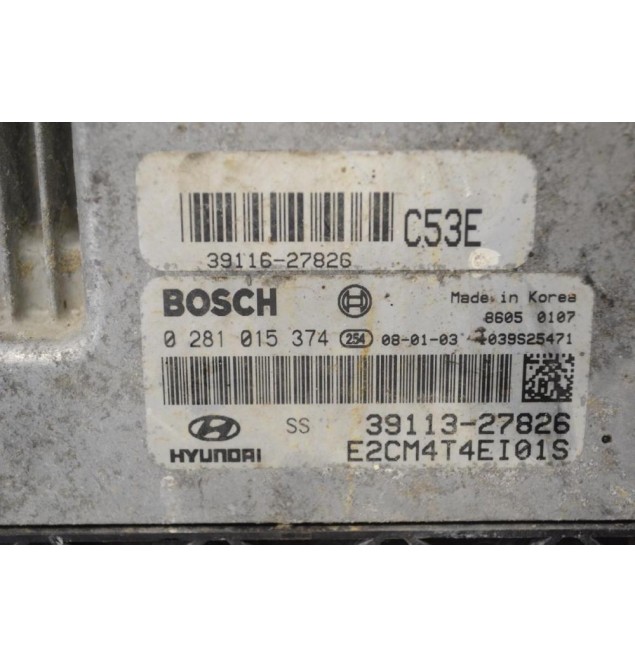 C53E
39116-27826
BOSCH Made in Korea
8605 0107
0 281 015 374 254 08-01-03 1039S25471
SS 39113-27826
HYUNDAI E2CM4T4EI01S